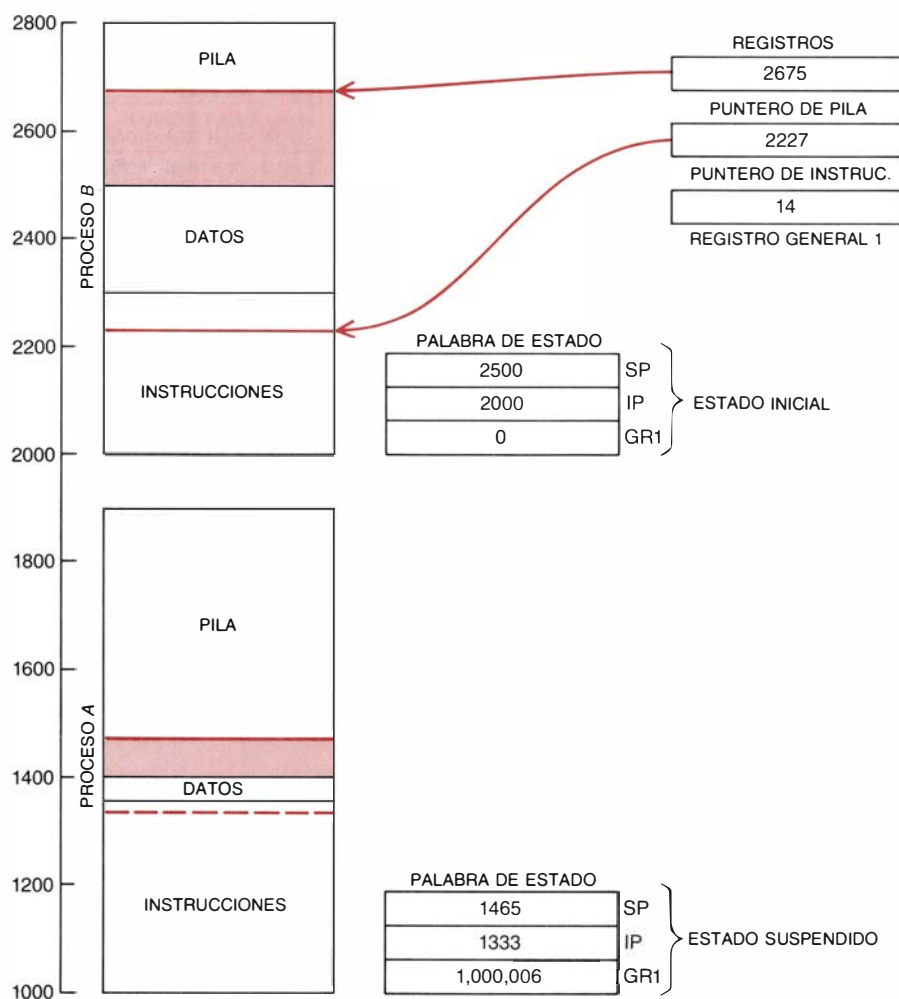 2800
PILA
REGISTROS
2675
PUNTERO DE PILA
2600
2227
PUNTERO DE INSTRUC.
14
REGISTRO GENERAL 1
PROCESO B
DATOS
2400
2200
INSTRUCCIONES
PALABRA DE ESTADO
2500 SP
2000 IP
0 GR1
ESTADO INICIAL
2000
1800
PILA
1600
PROCESO A
1400
DATOS
1200
INSTRUCCIONES
PALABRA DE ESTADO
1465 SP
1333 IP
1,000,006 GR1
ESTADO SUSPENDIDO
1000